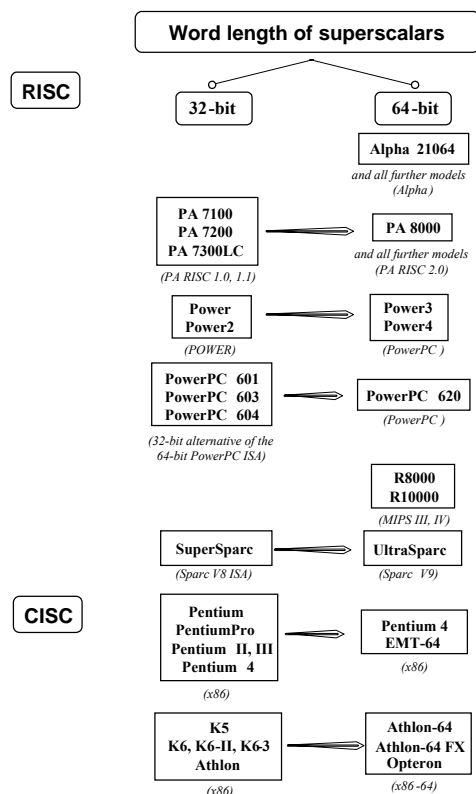 Word length of superscalars
RISC
32-bit
64-bit
Alpha 21064
and all further models
(Alpha)
PA 7100
PA 7200
PA 7300LC
(PA RISC 1.0, 1.1)
PA 8000
and all further models
(PA RISC 2.0)
Power
Power2
(POWER)
Power3
Power4
(PowerPC )
PowerPC 601
PowerPC 603
PowerPC 604
(32-bit alternative of the
64-bit PowerPC ISA)
PowerPC 620
(PowerPC )
R8000
R10000
(MIPS III, IV)
SuperSparc
(Sparc V8 ISA)
UltraSparc
(Sparc V9)
CISC
Pentium
PentiumPro
Pentium II, III
Pentium 4
(x86)
Pentium 4
EMT-64
(x86)
K5
K6, K6-II, K6-3
Athlon
(x86)
Athlon-64
Athlon-64 FX
Opteron
(x86-64)